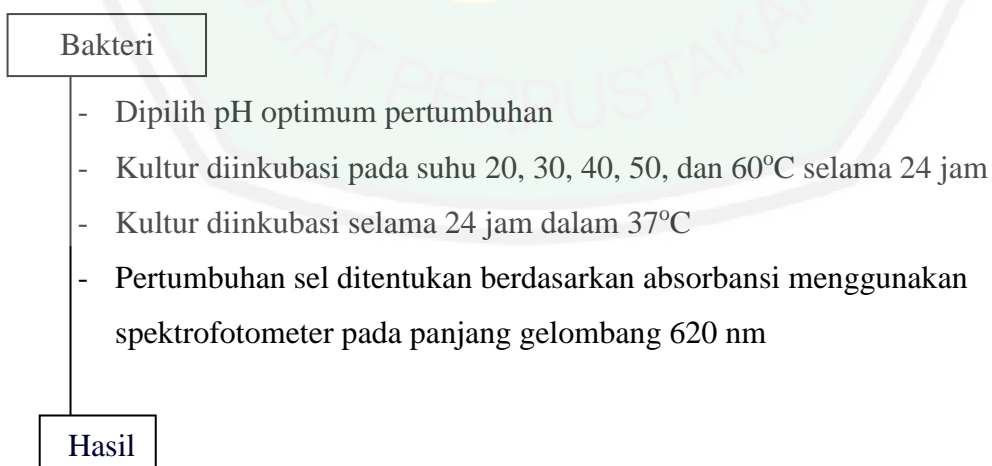 PUSAT PERPUSTAKAAN
Bakteri
- Dipilih pH optimum pertumbuhan
- Kultur diinkubasi pada suhu 20, 30, 40, 50, dan 60°C selama 24 jam
- Kultur diinkubasi selama 24 jam dalam 37°C
- Pertumbuhan sel ditentukan berdasarkan absorbansi menggunakan
spektrofotometer pada panjang gelombang 620 nm
Hasil